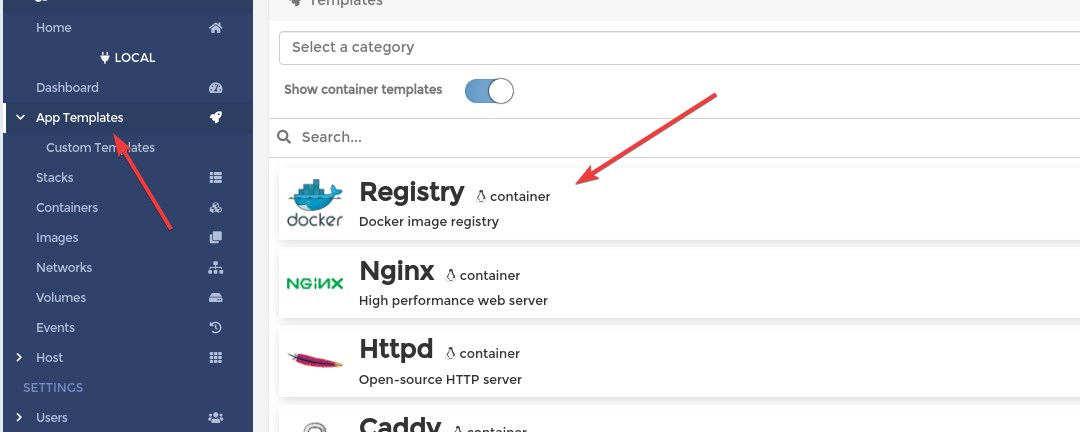 Templates
Home
LOCAL
Dashboard
App Templates
Custom Templates
Stacks
Containers
Images
Networks
Volumes
Events
Host
SETTINGS
Users
Select a category
Show container templates
Search...
docker
Registry container
Docker image registry
NGINX
Nginx container
High performance web server
Httpd container
Open-source HTTP server
Caddy container